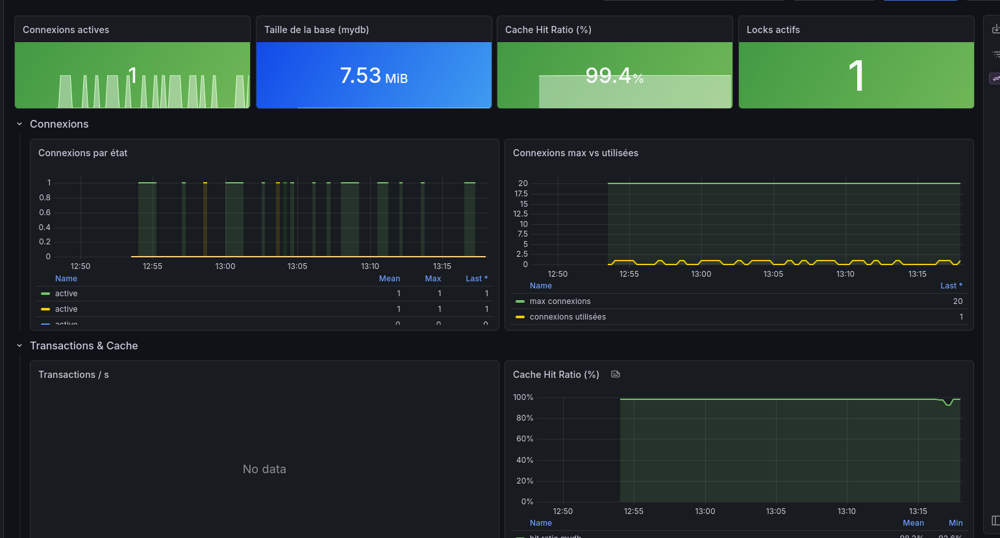 Connexions actives
1
Taille de la base (mydb)
7.53 MiB
Cache Hit Ratio (%)
99.4%
Locks actifs
1
Connexions
Connexions par état
1
0.8
0.6
0.4
0.2
0
12:50 12:55 13:00 13:05 13:10 13:15
Name Mean Max Last *
active 1 1 1
active 1 1 1
active 0 0 0
Connexions max vs utilisées
20
17.5
15
12.5
10
7.5
5
2.5
0
12:50 12:55 13:00 13:05 13:10 13:15
Name Last *
max connexions 20
connexions utilisées 1
Transactions & Cache
Transactions / s
No data
Cache Hit Ratio (%)
100%
80%
60%
40%
20%
0%
12:50 12:55 13:00 13:05 13:10 13:15
Name Mean Min
hit ratio mydb